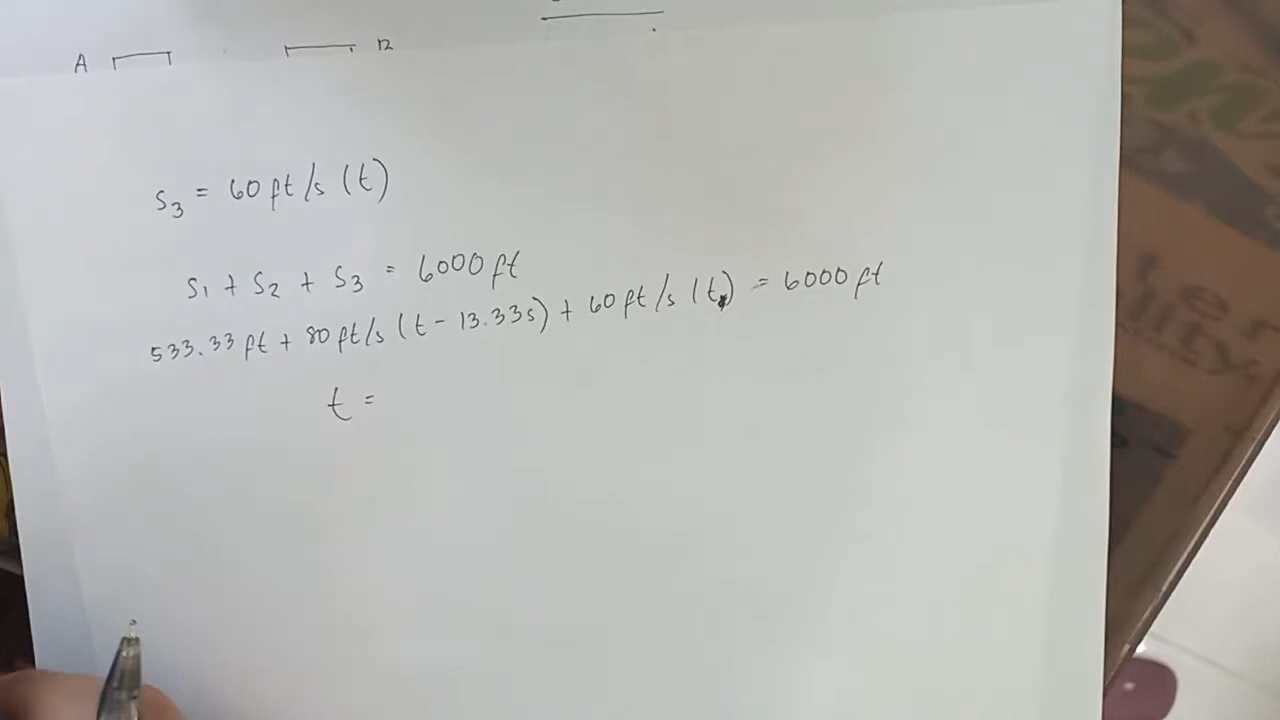 A B
S₃ = 60 ft/s (t)
S₁ + S₂ + S₃ = 6000 ft
533.33 ft + 80 ft/s (t - 13.33s) + 60 ft/s (t) = 6000 ft
t =